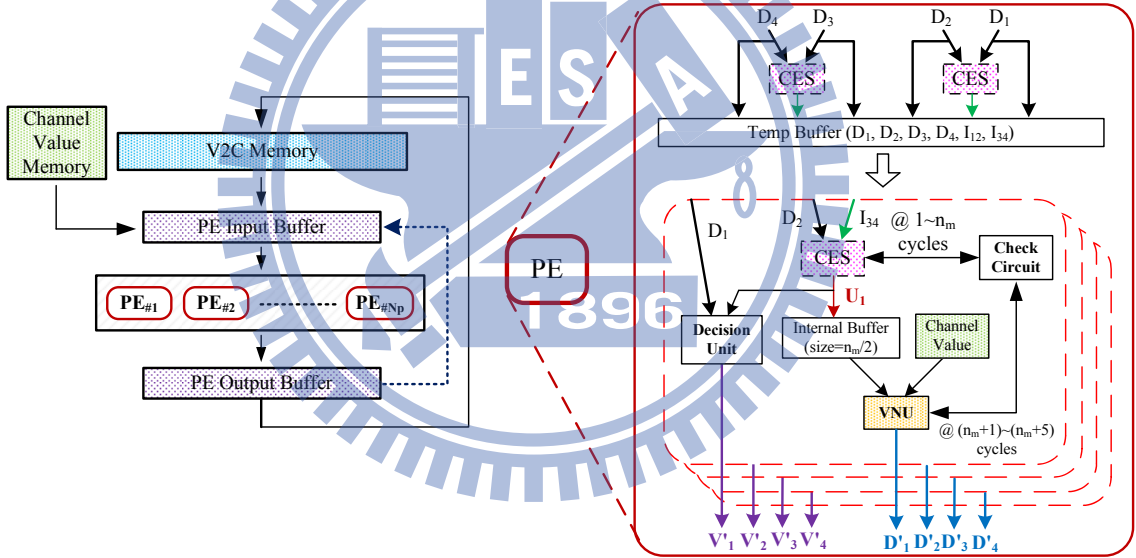 Channel
Value
Memory
V2C Memory
PE Input Buffer
PE#1
PE#2
PE#Np
PE Output Buffer
PE
ES
A
8
1896
D4
D3
D2
D1
CES
CES
Temp Buffer (D1, D2, D3, D4, I12, I34)
D1
D2
I34
@ 1~nm
cycles
CES
Check
Circuit
U1
Decision
Unit
Internal Buffer
(size=nm/2)
Channel
Value
VNU
@ (nm+1)~(nm+5)
cycles
V'1
V'2
V'3
V'4
D'1
D'2
D'3
D'4